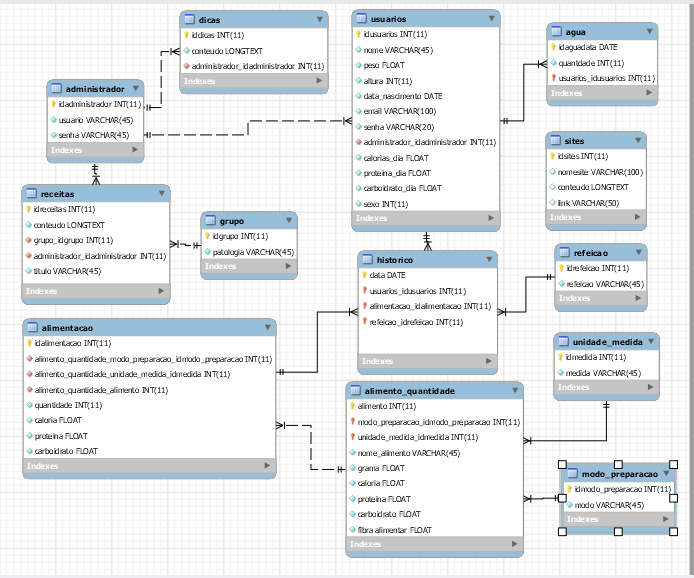 dicas
iddicas INT(11)
conteudo LONGTEXT
administrador_idadministrador INT(11)
Indexes
usuarios
idusuarios INT(11)
nome VARCHAR(45)
peso FLOAT
altura INT(11)
data_nascimento DATE
email VARCHAR(100)
senha VARCHAR(20)
administrador_idadministrador INT(11)
calorias_dia FLOAT
proteina_dia FLOAT
carboidrato_dia FLOAT
sexo INT(11)
Indexes
agua
idaguadata DATE
quantdade INT(11)
usuarios_idusuarios INT(11)
Indexes
administrador
idadministrador INT(11)
usuario VARCHAR(45)
senha VARCHAR(45)
Indexes
sites
idsites INT(11)
nomesite VARCHAR(100)
conteudo LONGTEXT
link VARCHAR(50)
Indexes
receitas
idreceitas INT(11)
conteudo LONGTEXT
grupo_idgrupo INT(11)
administrador_idadministrador INT(11)
titulo VARCHAR(45)
Indexes
grupo
idgrupo INT(11)
patologia VARCHAR(45)
Indexes
historico
data DATE
usuarios_idusuarios INT(11)
alimentacao_idalimentacao INT(11)
refeicao_idrefeicao INT(11)
Indexes
refeicao
idrefeicao INT(11)
refeicao VARCHAR(45)
Indexes
alimentacao
idalimentacao INT(11)
alimento_quantidade_modo_preparacao_idmodo_preparacao INT(11)
alimento_quantidade_unidade_medida_idmedida INT(11)
alimento_quantidade_alimento INT(11)
quantidade INT(11)
caloria FLOAT
proteina FLOAT
carboidrato FLOAT
Indexes
unidade_medida
idmedida INT(11)
medida VARCHAR(45)
Indexes
alimento_quantidade
alimento INT(11)
modo_preparacao_idmodo_preparacao INT(11)
unidade_medida_idmedida INT(11)
nome_alimento VARCHAR(45)
grama FLOAT
caloria FLOAT
proteina FLOAT
carboidrato FLOAT
fibra alimentar FLOAT
Indexes
modo_preparacao
idmodo_preparacao INT(11)
modo VARCHAR(45)
Indexes